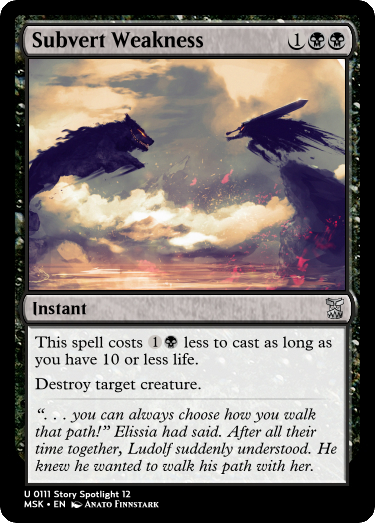 Subvert Weakness 1
Instant
This spell costs 1 less to cast as long as
you have 10 or less life.
Destroy target creature.
“. . . you can always choose how you walk
that path!” Elissia had said. After all their
time together, Ludolf suddenly understood. He
knew he wanted to walk his path with her.
U 0111 Story Spotlight 12
MSK • EN Anato Finnstark